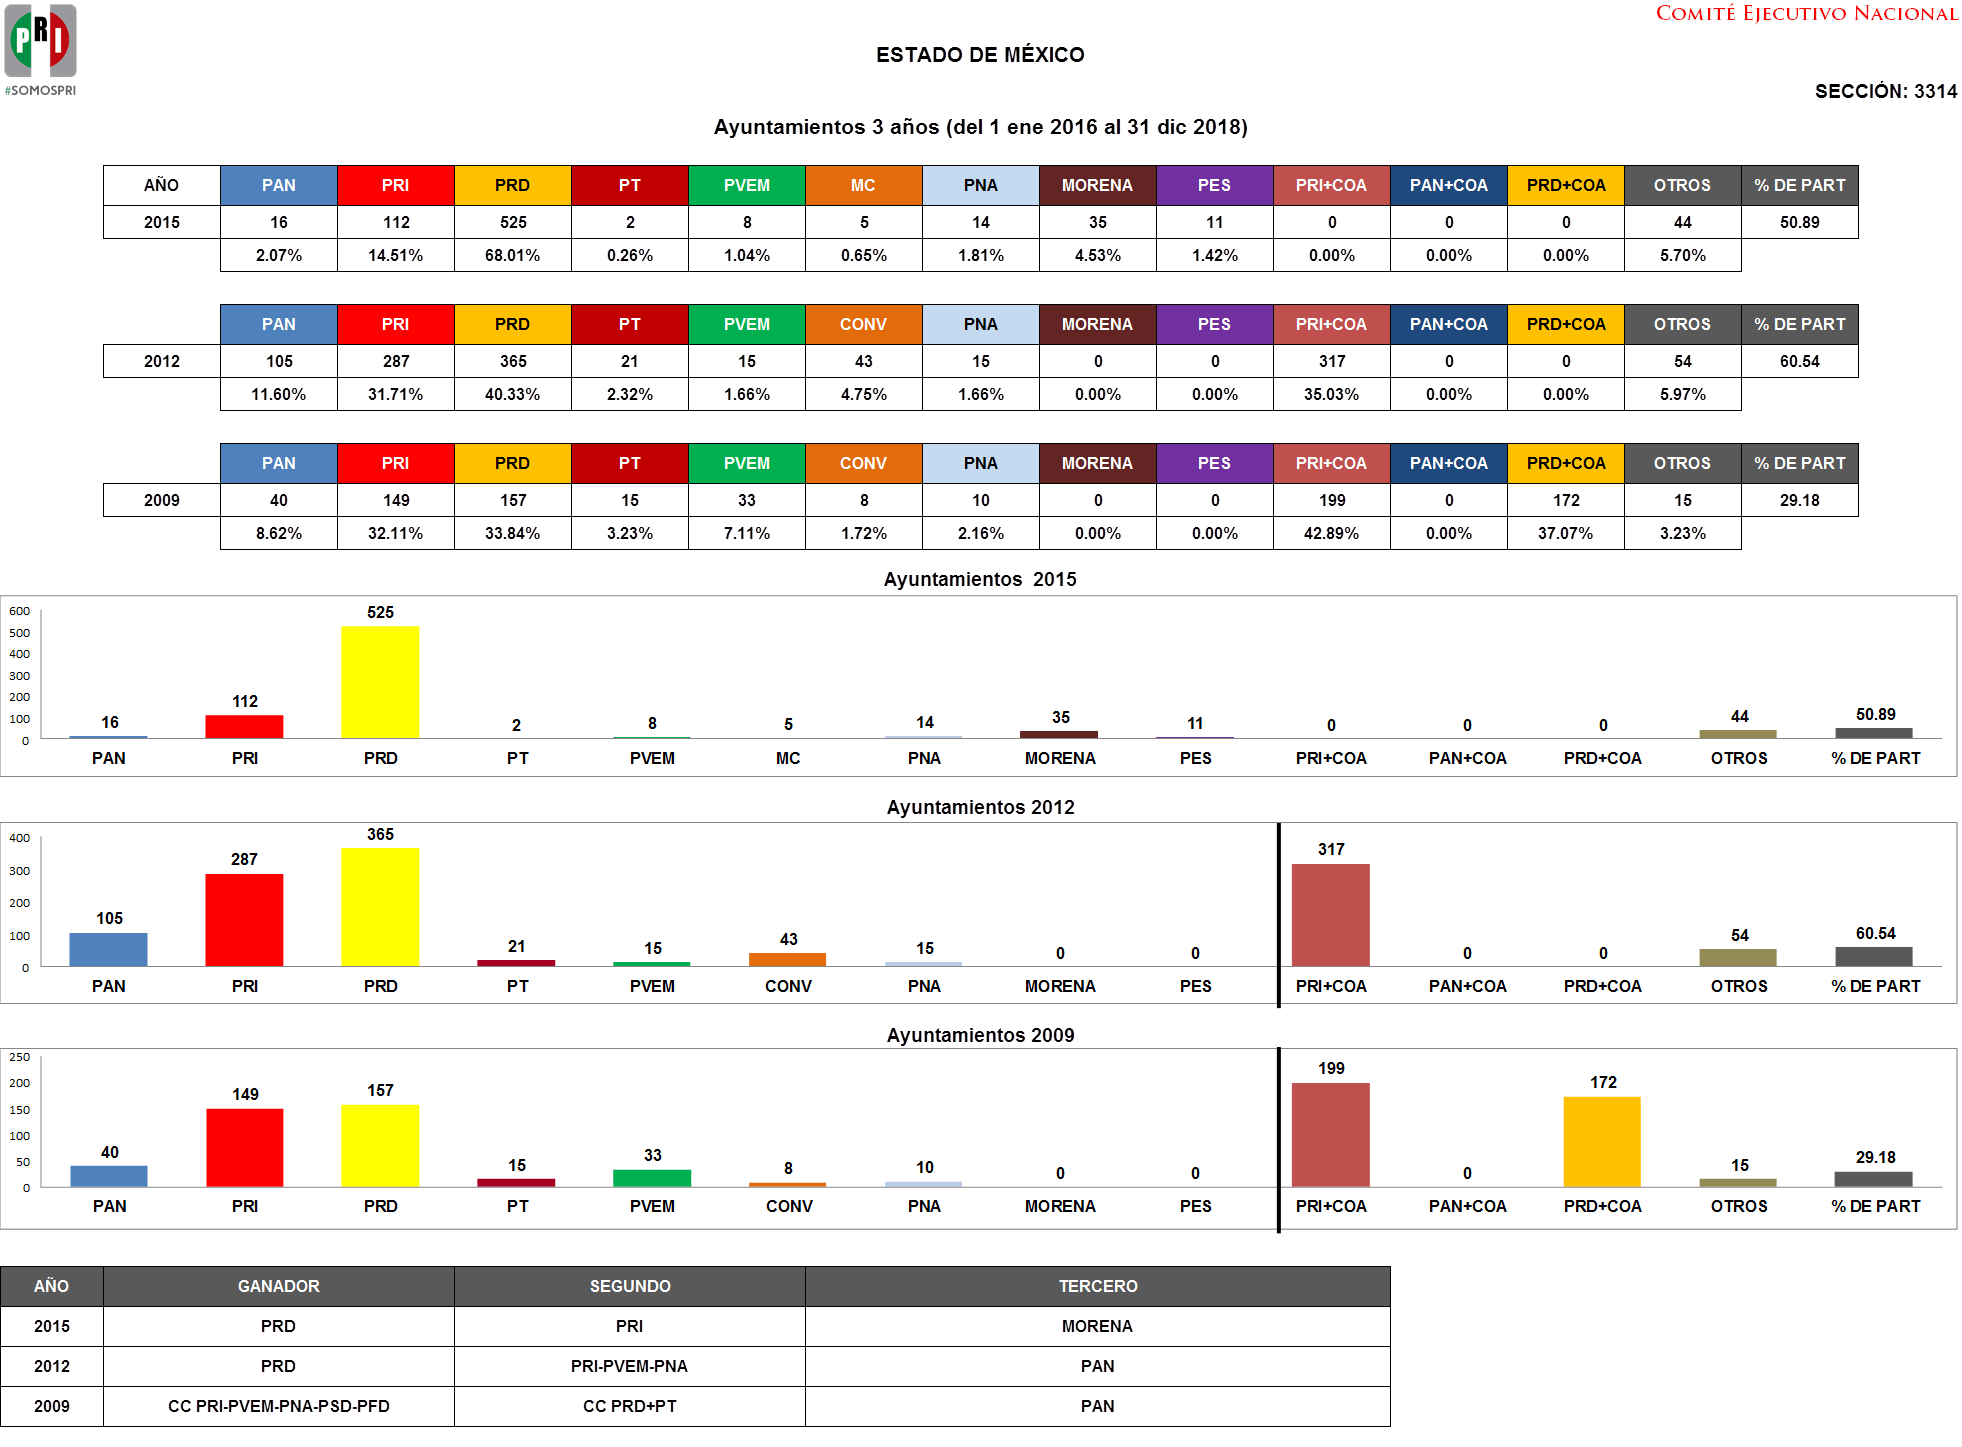 COMITÉ EJECUTIVO NACIONAL
PRI
#SOMOSPRI
ESTADO DE MÉXICO
SECCIÓN: 3314
Ayuntamientos 3 años (del 1 ene 2016 al 31 dic 2018)
AÑO PAN PRI PRD PT PVEM MC PNA MORENA PES PRI+COA PAN+COA PRD+COA OTROS % DE PART
2015 16 112 525 2 8 5 14 35 11 0 0 0 44 50.89
2.07% 14.51% 68.01% 0.26% 1.04% 0.65% 1.81% 4.53% 1.42% 0.00% 0.00% 0.00% 5.70%
PAN PRI PRD PT PVEM CONV PNA MORENA PES PRI+COA PAN+COA PRD+COA OTROS % DE PART
2012 105 287 365 21 15 43 15 0 0 317 0 0 54 60.54
11.60% 31.71% 40.33% 2.32% 1.66% 4.75% 1.66% 0.00% 0.00% 35.03% 0.00% 0.00% 5.97%
PAN PRI PRD PT PVEM CONV PNA MORENA PES PRI+COA PAN+COA PRD+COA OTROS % DE PART
2009 40 149 157 15 33 8 10 0 0 199 0 172 15 29.18
8.62% 32.11% 33.84% 3.23% 7.11% 1.72% 2.16% 0.00% 0.00% 42.89% 0.00% 37.07% 3.23%
Ayuntamientos 2015
600
500
400
300
200
100
0
16 112 525 2 8 5 14 35 11 0 0 0 44 50.89
PAN PRI PRD PT PVEM MC PNA MORENA PES PRI+COA PAN+COA PRD+COA OTROS % DE PART
Ayuntamientos 2012
400
300
200
100
0
105 287 365 21 15 43 15 0 0 317 0 0 54 60.54
PAN PRI PRD PT PVEM CONV PNA MORENA PES PRI+COA PAN+COA PRD+COA OTROS % DE PART
Ayuntamientos 2009
250
200
150
100
50
0
40 149 157 15 33 8 10 0 0 199 0 172 15 29.18
PAN PRI PRD PT PVEM CONV PNA MORENA PES PRI+COA PAN+COA PRD+COA OTROS % DE PART
AÑO GANADOR SEGUNDO TERCERO
2015 PRD PRI MORENA
2012 PRD PRI-PVEM-PNA PAN
2009 CC PRI-PVEM-PNA-PSD-PFD CC PRD+PT PAN